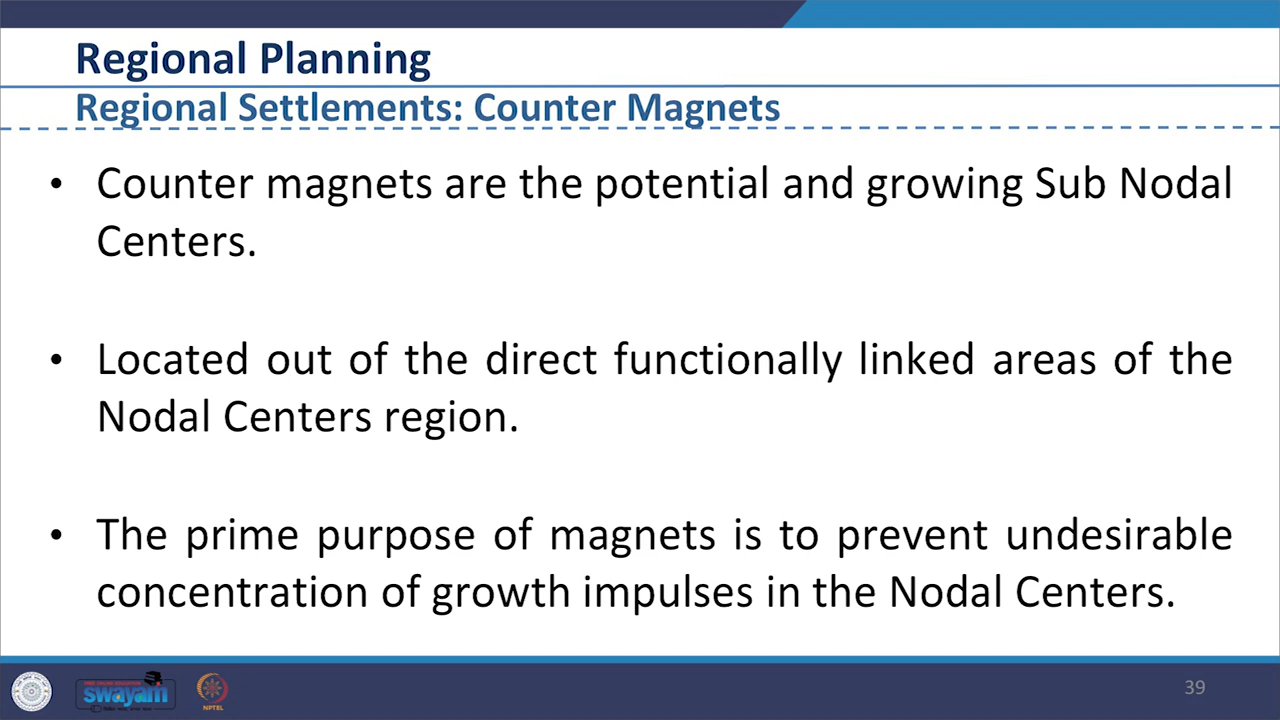 Regional Planning
Regional Settlements: Counter Magnets
• Counter magnets are the potential and growing Sub Nodal
Centers.
• Located out of the direct functionally linked areas of the
Nodal Centers region.
• The prime purpose of magnets is to prevent undesirable
concentration of growth impulses in the Nodal Centers.
swayam
NPTEL
39